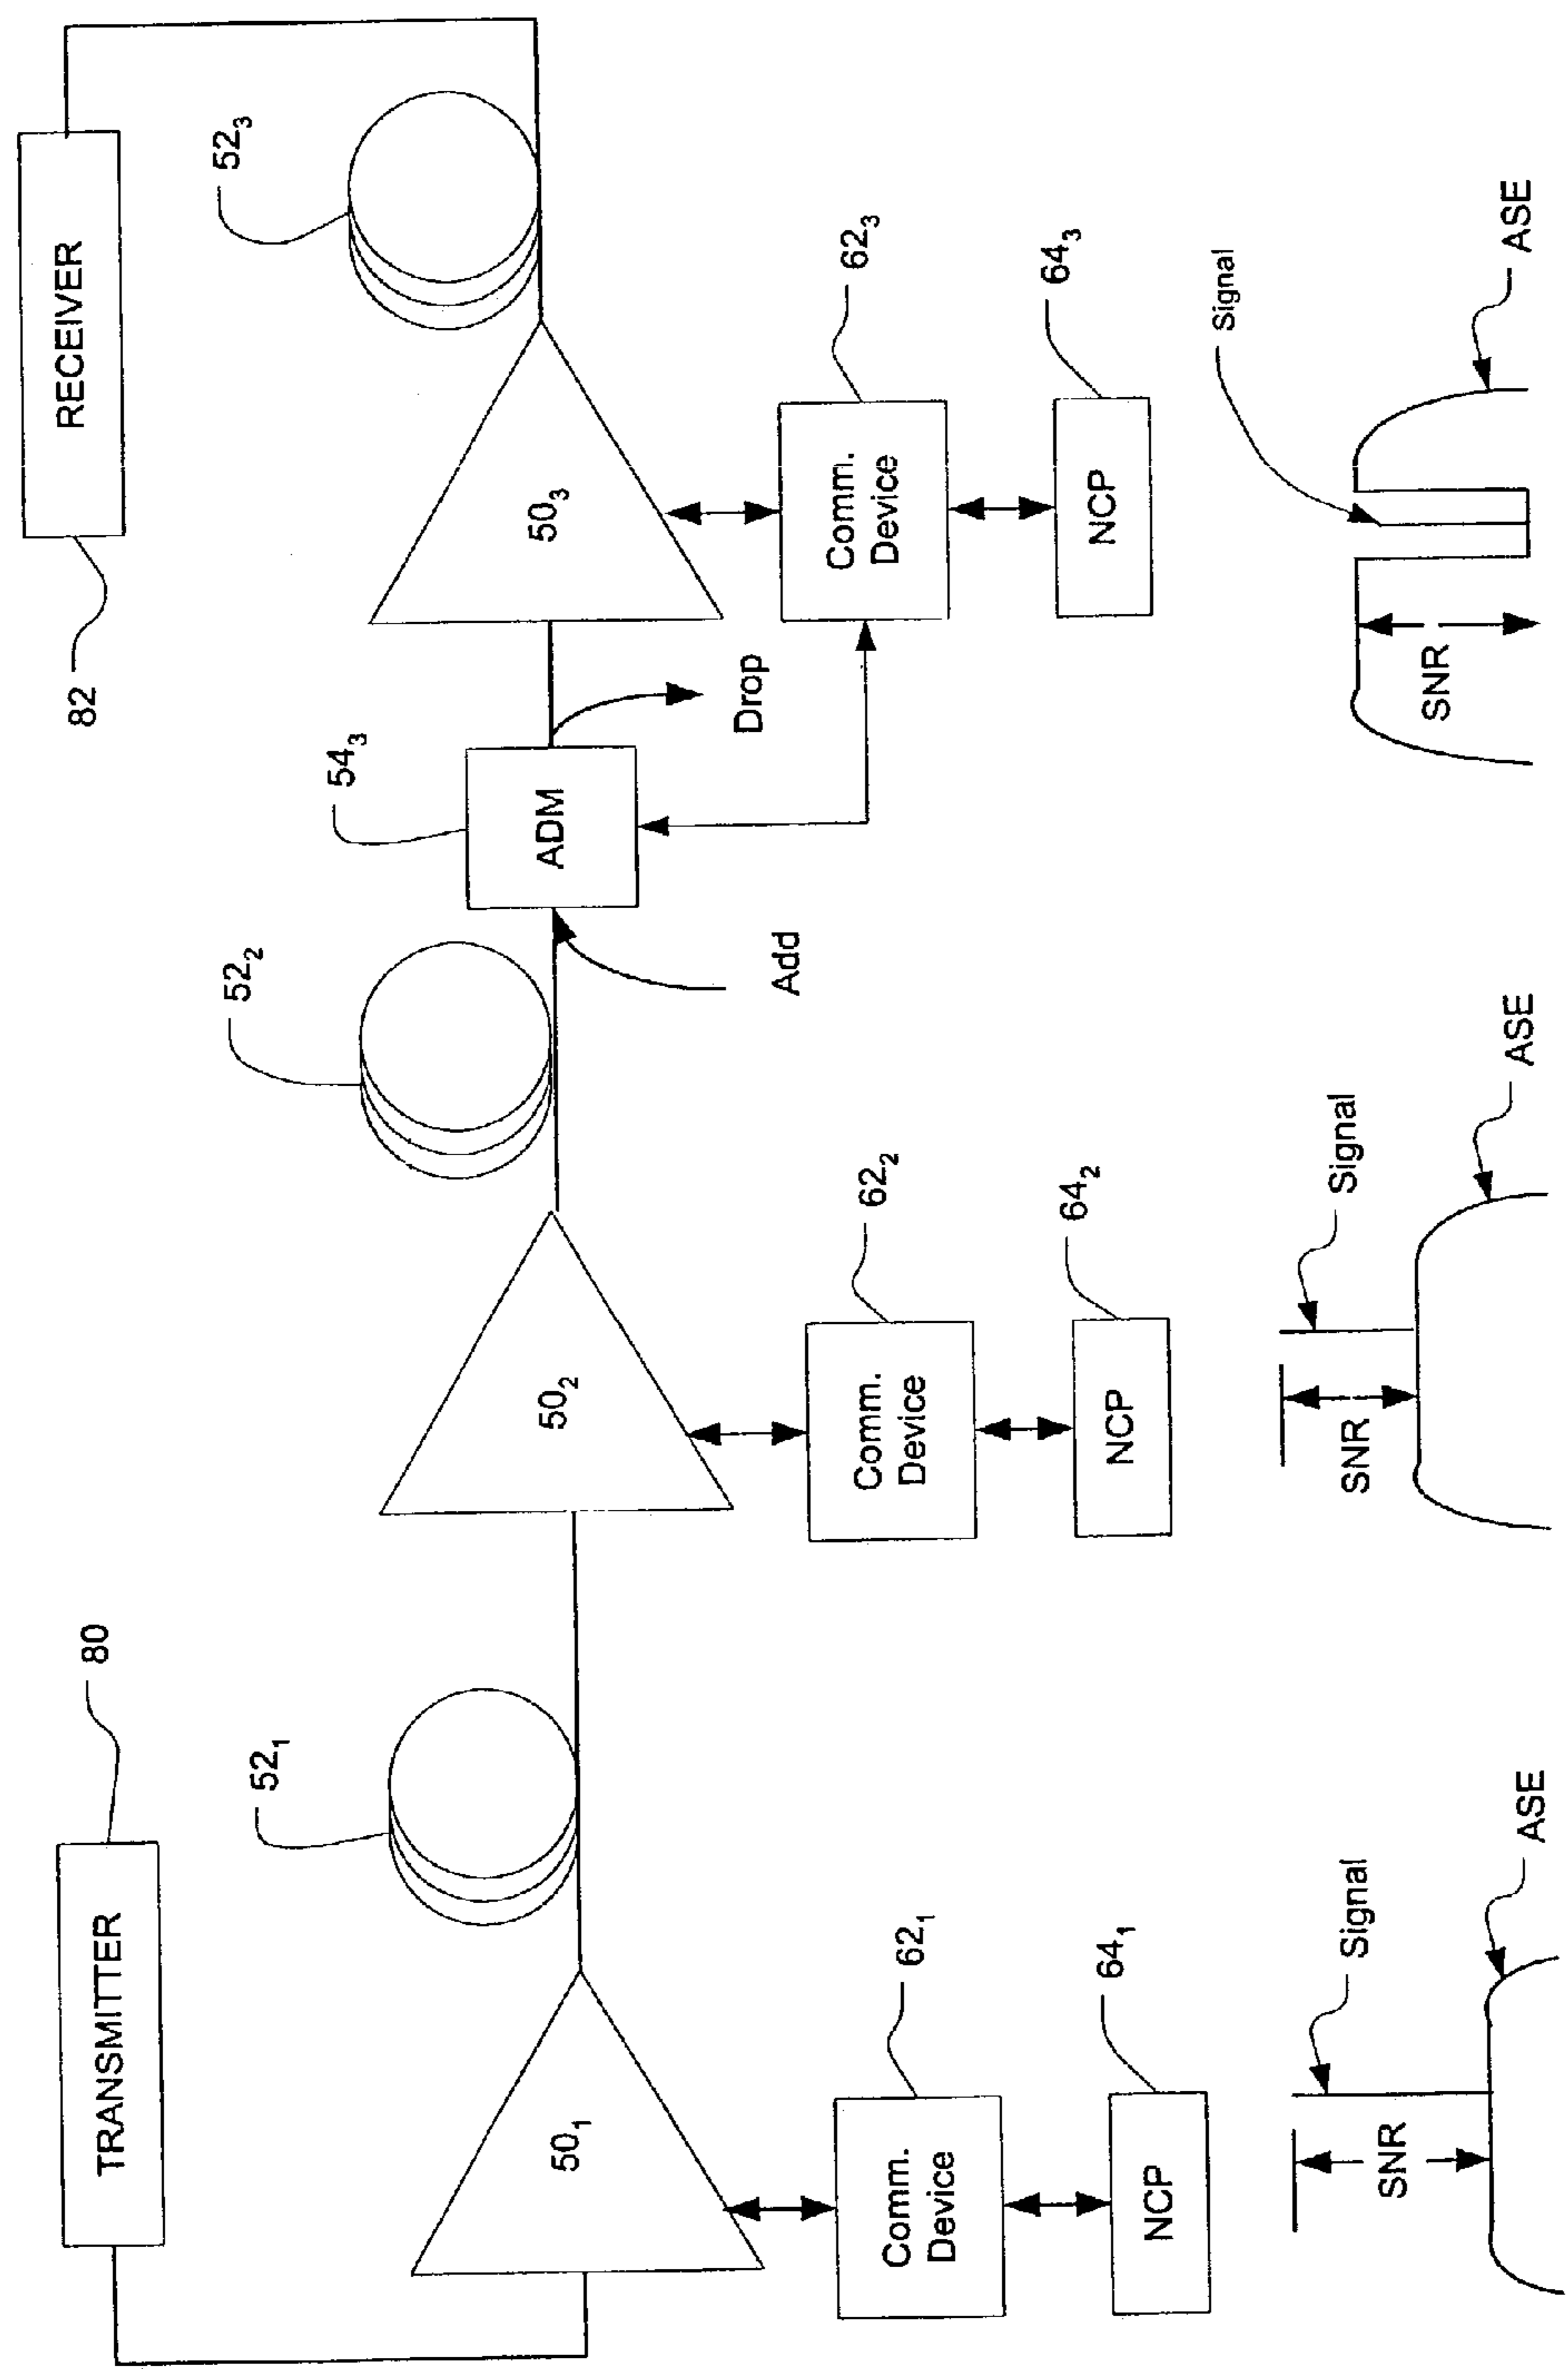 TRANSMITTER
80
RECEIVER
82
52₁
52₂
52₃
54₃
50₁
50₂
ADM
50₃
Add
Drop
Comm.
Device
62₁
Comm.
Device
62₂
Comm.
Device
62₃
NCP
64₁
NCP
64₂
NCP
64₃
SNR
Signal
ASE
SNR
Signal
ASE
SNR
Signal
ASE